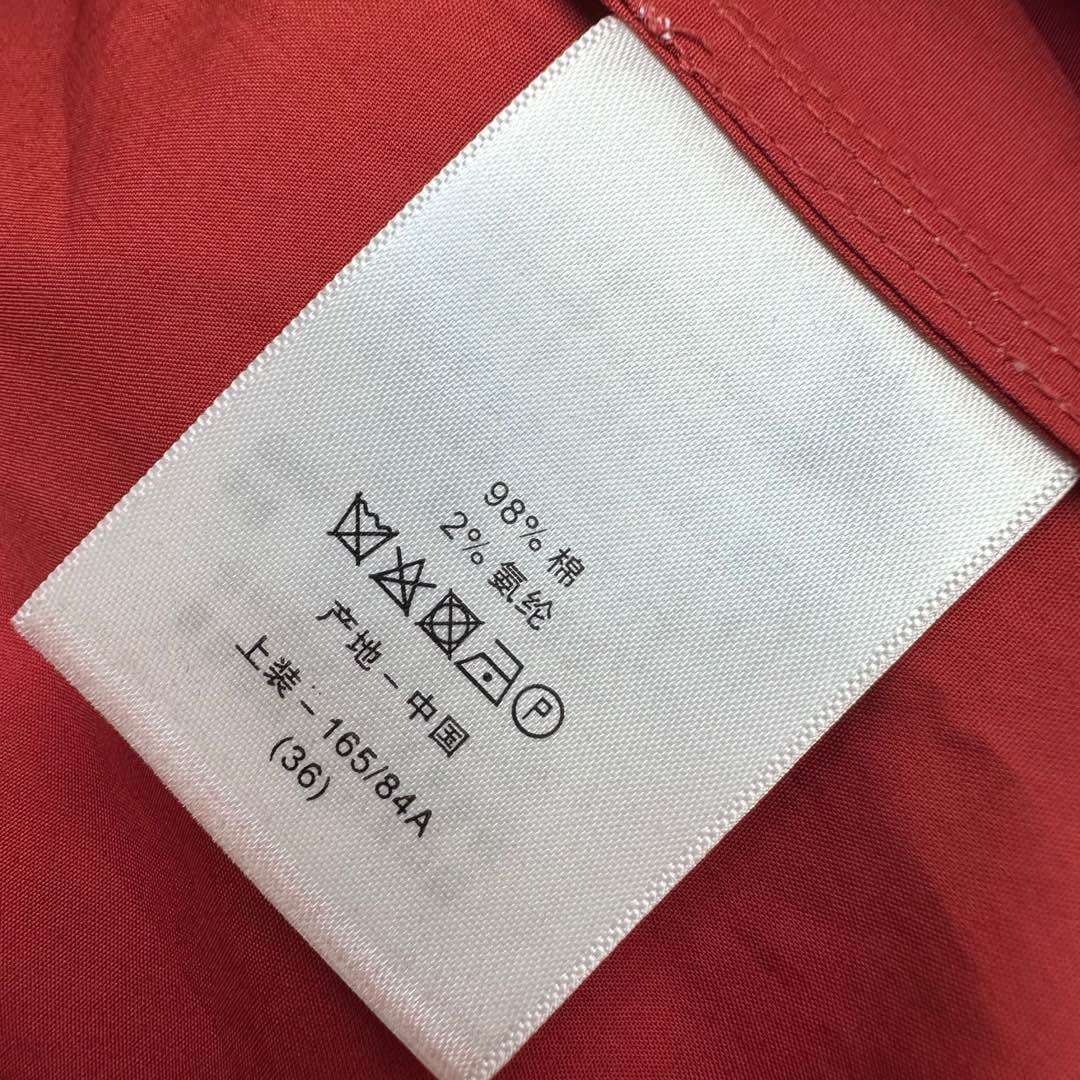 98% 棉
2% 氨纶
P
产地 - 中国
上装 - 165/84A
(36)